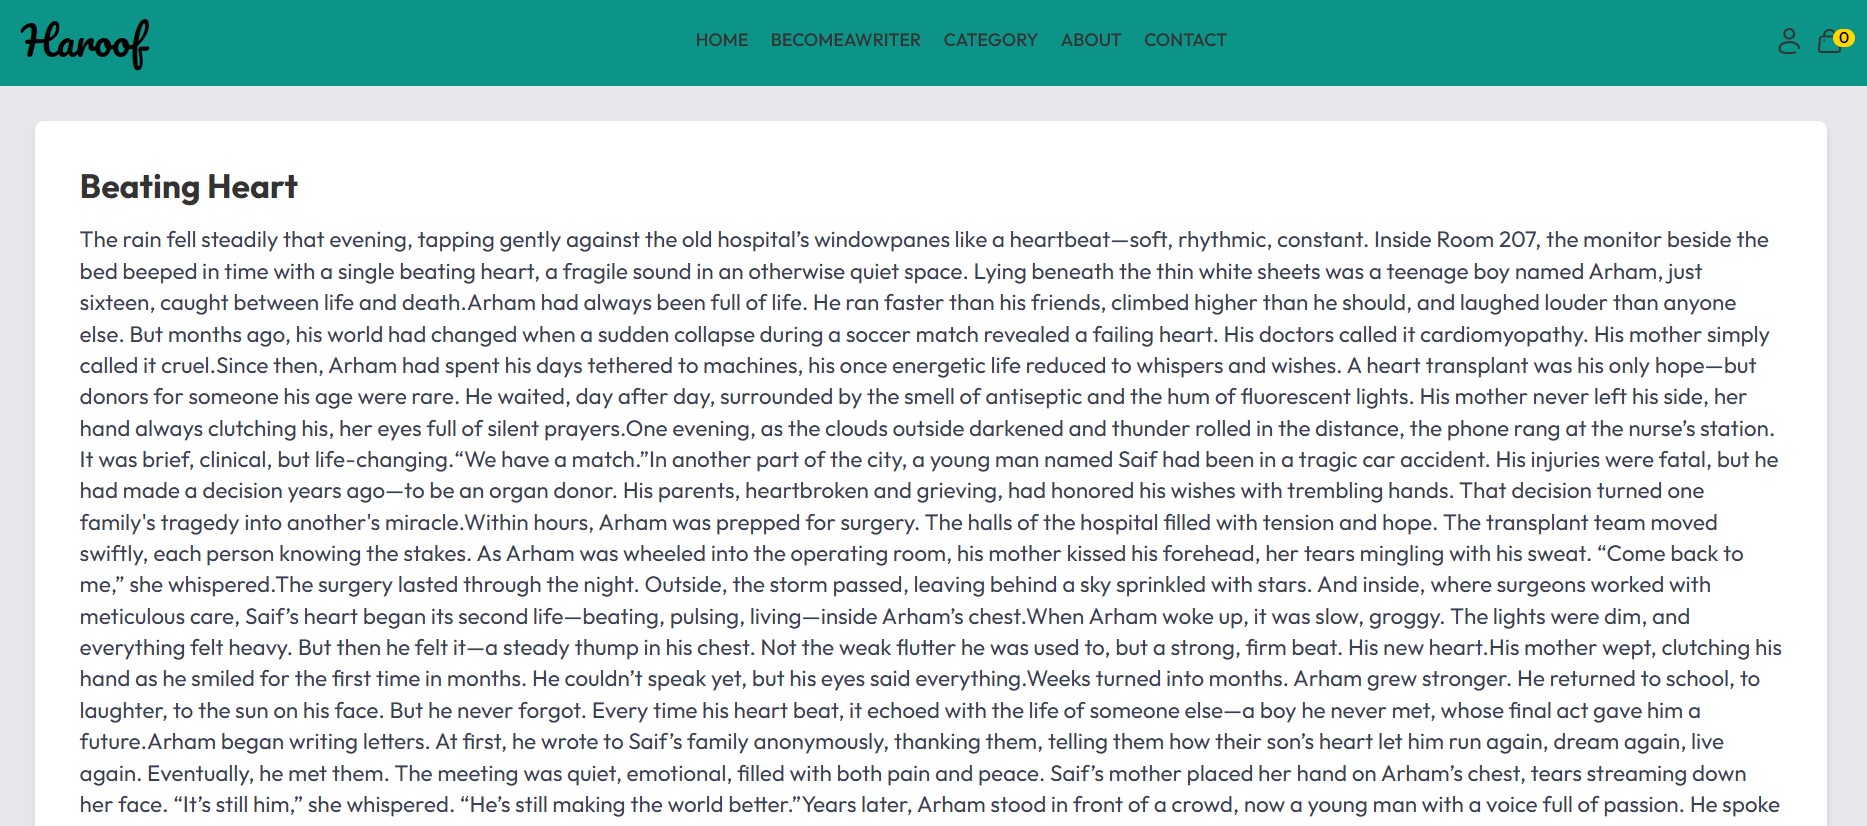 Haroof
HOME BECOMEAWRITER CATEGORY ABOUT CONTACT
0
Beating Heart
The rain fell steadily that evening, tapping gently against the old hospital’s windowpanes like a heartbeat—soft, rhythmic, constant. Inside Room 207, the monitor beside the
bed beeped in time with a single beating heart, a fragile sound in an otherwise quiet space. Lying beneath the thin white sheets was a teenage boy named Arham, just
sixteen, caught between life and death.Arham had always been full of life. He ran faster than his friends, climbed higher than he should, and laughed louder than anyone
else. But months ago, his world had changed when a sudden collapse during a soccer match revealed a failing heart. His doctors called it cardiomyopathy. His mother simply
called it cruel.Since then, Arham had spent his days tethered to machines, his once energetic life reduced to whispers and wishes. A heart transplant was his only hope—but
donors for someone his age were rare. He waited, day after day, surrounded by the smell of antiseptic and the hum of fluorescent lights. His mother never left his side, her
hand always clutching his, her eyes full of silent prayers.One evening, as the clouds outside darkened and thunder rolled in the distance, the phone rang at the nurse’s station.
It was brief, clinical, but life-changing.“We have a match.”In another part of the city, a young man named Saif had been in a tragic car accident. His injuries were fatal, but he
had made a decision years ago—to be an organ donor. His parents, heartbroken and grieving, had honored his wishes with trembling hands. That decision turned one
family's tragedy into another's miracle.Within hours, Arham was prepped for surgery. The halls of the hospital filled with tension and hope. The transplant team moved
swiftly, each person knowing the stakes. As Arham was wheeled into the operating room, his mother kissed his forehead, her tears mingling with his sweat. “Come back to
me,” she whispered.The surgery lasted through the night. Outside, the storm passed, leaving behind a sky sprinkled with stars. And inside, where surgeons worked with
meticulous care, Saif’s heart began its second life—beating, pulsing, living—inside Arham’s chest.When Arham woke up, it was slow, groggy. The lights were dim, and
everything felt heavy. But then he felt it—a steady thump in his chest. Not the weak flutter he was used to, but a strong, firm beat. His new heart.His mother wept, clutching his
hand as he smiled for the first time in months. He couldn’t speak yet, but his eyes said everything.Weeks turned into months. Arham grew stronger. He returned to school, to
laughter, to the sun on his face. But he never forgot. Every time his heart beat, it echoed with the life of someone else—a boy he never met, whose final act gave him a
future.Arham began writing letters. At first, he wrote to Saif’s family anonymously, thanking them, telling them how their son’s heart let him run again, dream again, live
again. Eventually, he met them. The meeting was quiet, emotional, filled with both pain and peace. Saif’s mother placed her hand on Arham’s chest, tears streaming down
her face. “It’s still him,” she whispered. “He’s still making the world better.”Years later, Arham stood in front of a crowd, now a young man with a voice full of passion. He spoke